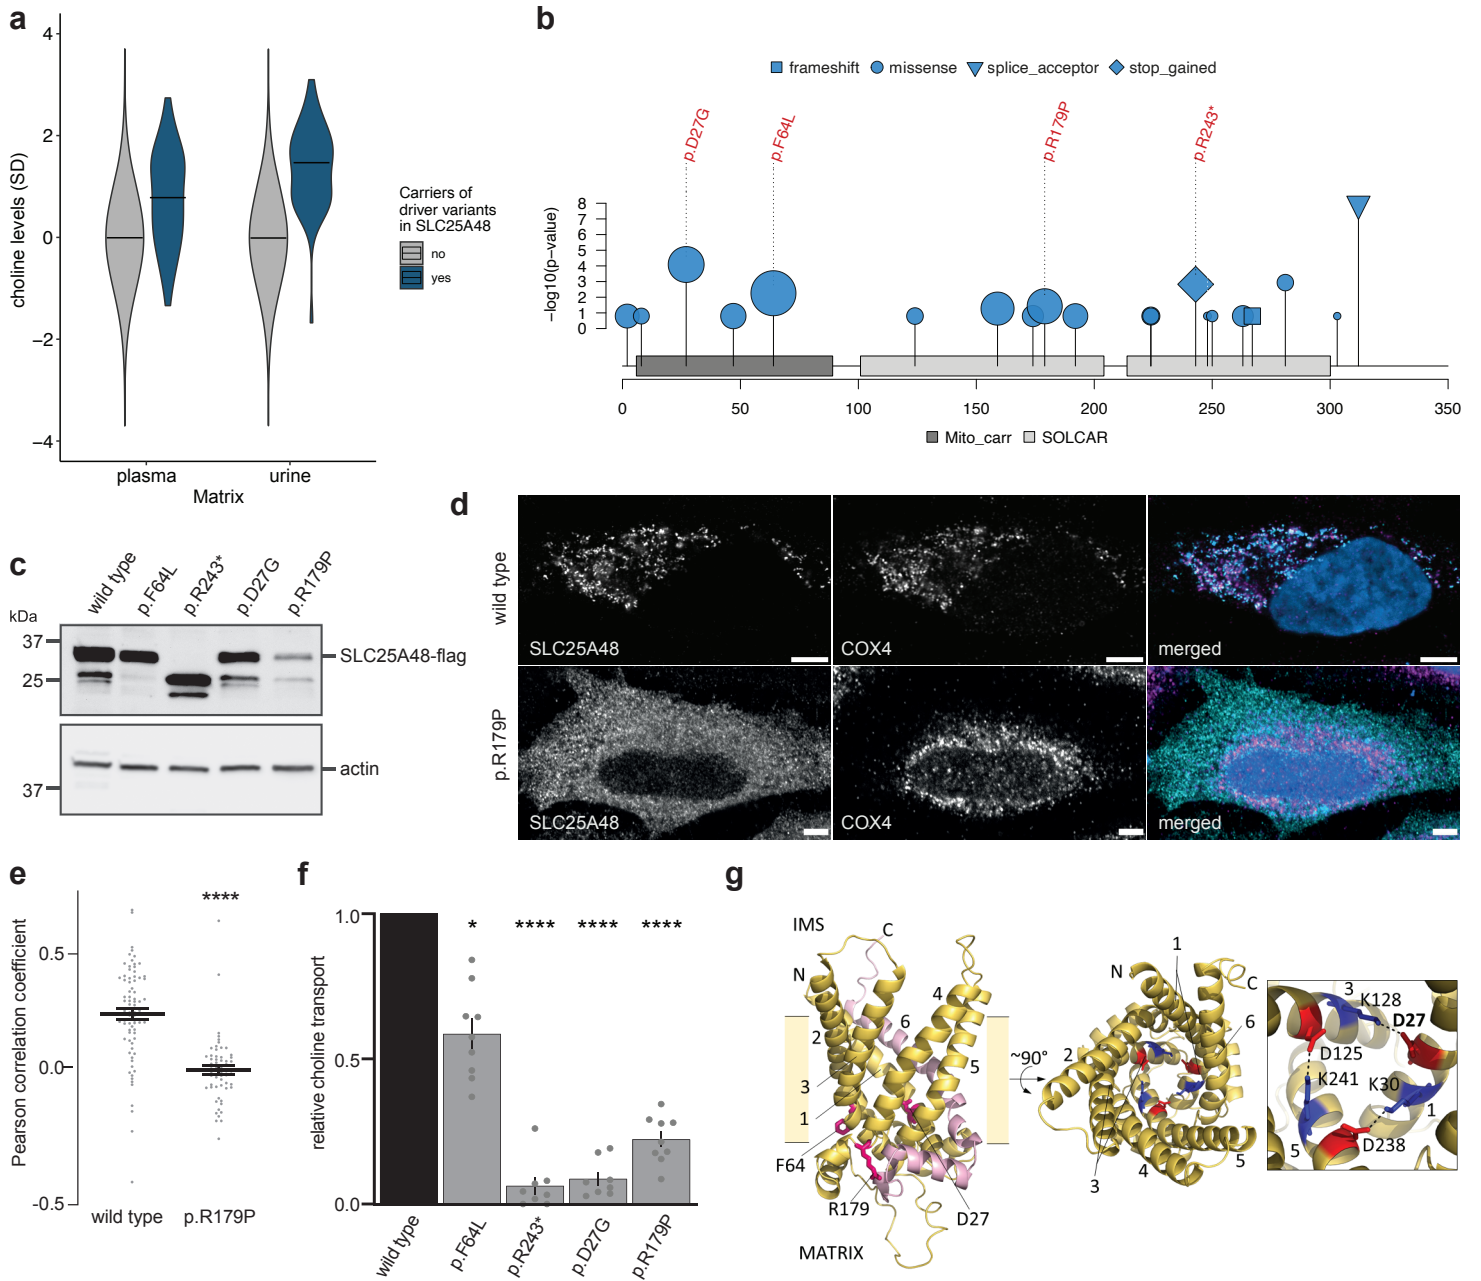 a
4
2
0
−2
−4
choline levels (SD)
plasma
urine
Matrix
Carriers of
driver variants
in SLC25A48
no
yes
b
frameshift
missense
splice_acceptor
stop_gained
p.D27G
p.F64L
p.R179P
p.R243*
−log10(p−value)
8
7
6
5
4
3
2
1
0
0
50
100
150
200
250
300
350
Mito_carr
SOLCAR
c
wild type
p.F64L
p.R243*
p.D27G
p.R179P
kDa
37
25
SLC25A48-flag
actin
37
d
wild type
SLC25A48
COX4
merged
p.R179P
SLC25A48
COX4
merged
e
Pearson correlation coefficient
****
0.5
0.0
-0.5
wild type
p.R179P
f
relative choline transport
1.0
0.5
0.0
*
****
****
****
wild type
p.F64L
p.R243*
p.D27G
p.R179P
g
IMS
C
N
4
2
6
5
3
1
F64
R179
D27
MATRIX
~90°
1
N
C
6
2
3
4
5
3
K128
D27
D125
K241
K30
1
D238
5